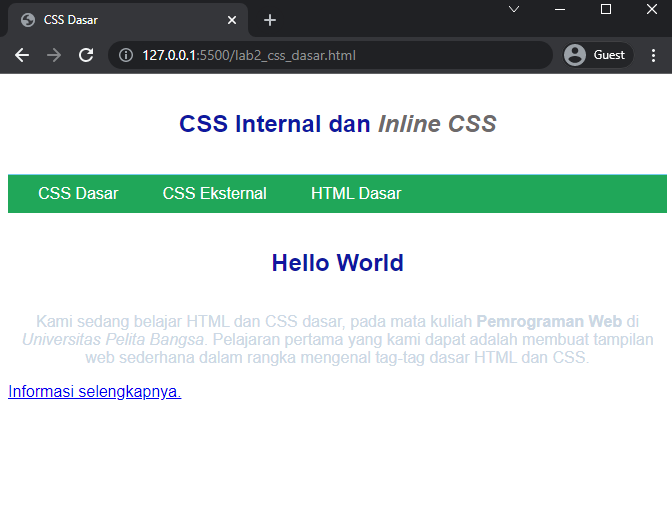 CSS Dasar
127.0.0.1:5500/lab2_css_dasar.html
Guest
CSS Internal dan Inline CSS
CSS Dasar CSS Eksternal HTML Dasar
Hello World
Kami sedang belajar HTML dan CSS dasar, pada mata kuliah Pemrograman Web di
Universitas Pelita Bangsa. Pelajaran pertama yang kami dapat adalah membuat tampilan
web sederhana dalam rangka mengenal tag-tag dasar HTML dan CSS.
Informasi selengkapnya.